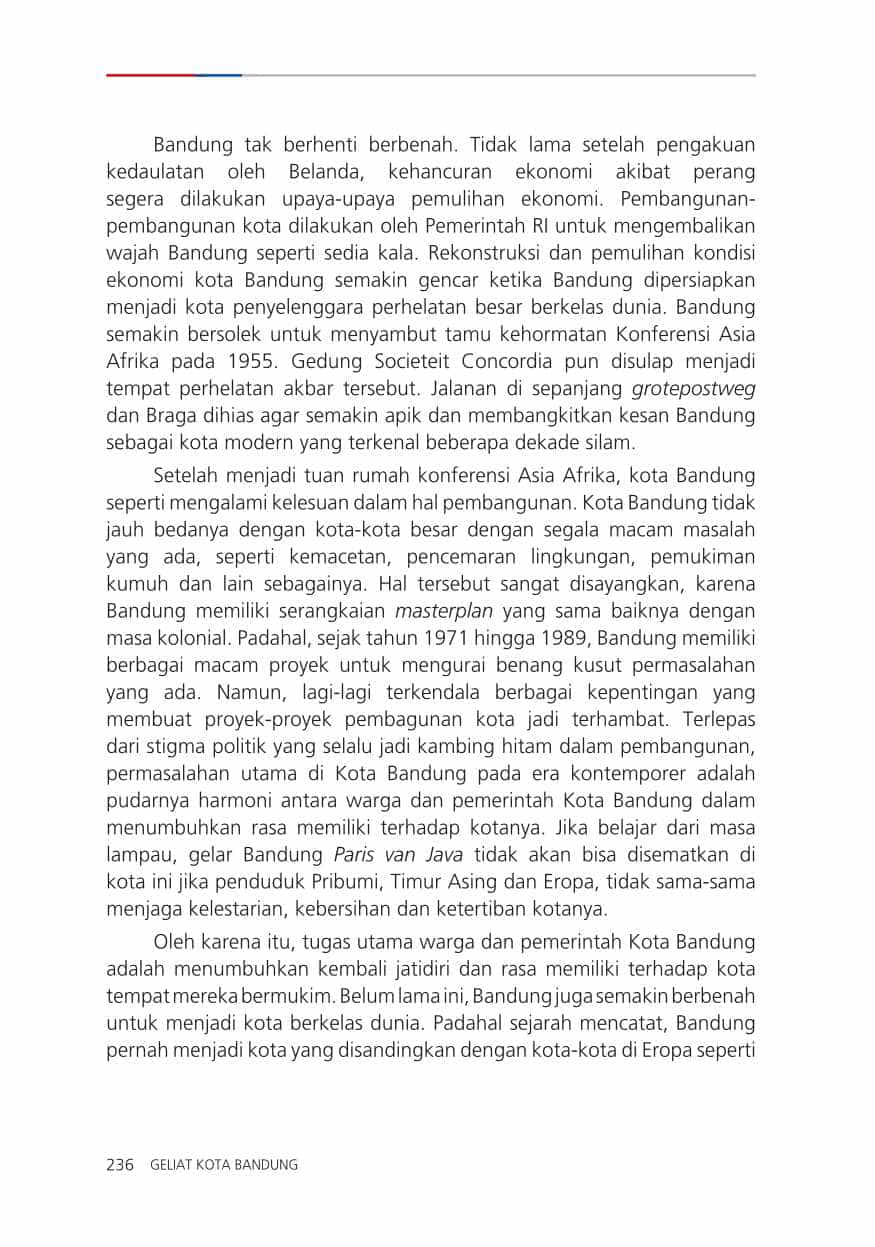 Bandung tak berhenti berbenah. Tidak lama setelah pengakuan
kedaulatan oleh Belanda, kehancuran ekonomi akibat perang
segera dilakukan upaya-upaya pemulihan ekonomi. Pembangunan-
pembangunan kota dilakukan oleh Pemerintah RI untuk mengembalikan
wajah Bandung seperti sedia kala. Rekonstruksi dan pemulihan kondisi
ekonomi kota Bandung semakin gencar ketika Bandung dipersiapkan
menjadi kota penyelenggara perhelatan besar berkelas dunia. Bandung
semakin bersolek untuk menyambut tamu kehormatan Konferensi Asia
Afrika pada 1955. Gedung Societeit Concordia pun disulap menjadi
tempat perhelatan akbar tersebut. Jalanan di sepanjang grotepostweg
dan Braga dihias agar semakin apik dan membangkitkan kesan Bandung
sebagai kota modern yang terkenal beberapa dekade silam.
Setelah menjadi tuan rumah konferensi Asia Afrika, kota Bandung
seperti mengalami kelesuan dalam hal pembangunan. Kota Bandung tidak
jauh bedanya dengan kota-kota besar dengan segala macam masalah
yang ada, seperti kemacetan, pencemaran lingkungan, pemukiman
kumuh dan lain sebagainya. Hal tersebut sangat disayangkan, karena
Bandung memiliki serangkaian masterplan yang sama baiknya dengan
masa kolonial. Padahal, sejak tahun 1971 hingga 1989, Bandung memiliki
berbagai macam proyek untuk mengurai benang kusut permasalahan
yang ada. Namun, lagi-lagi terkendala berbagai kepentingan yang
membuat proyek-proyek pembagunan kota jadi terhambat. Terlepas
dari stigma politik yang selalu jadi kambing hitam dalam pembangunan,
permasalahan utama di Kota Bandung pada era kontemporer adalah
pudarnya harmoni antara warga dan pemerintah Kota Bandung dalam
menumbuhkan rasa memiliki terhadap kotanya. Jika belajar dari masa
lampau, gelar Bandung Paris van Java tidak akan bisa disematkan di
kota ini jika penduduk Pribumi, Timur Asing dan Eropa, tidak sama-sama
menjaga kelestarian, kebersihan dan ketertiban kotanya.
Oleh karena itu, tugas utama warga dan pemerintah Kota Bandung
adalah menumbuhkan kembali jatidiri dan rasa memiliki terhadap kota
tempat mereka bermukim. Belum lama ini, Bandung juga semakin berbenah
untuk menjadi kota berkelas dunia. Padahal sejarah mencatat, Bandung
pernah menjadi kota yang disandingkan dengan kota-kota di Eropa seperti
236 GELIAT KOTA BANDUNG